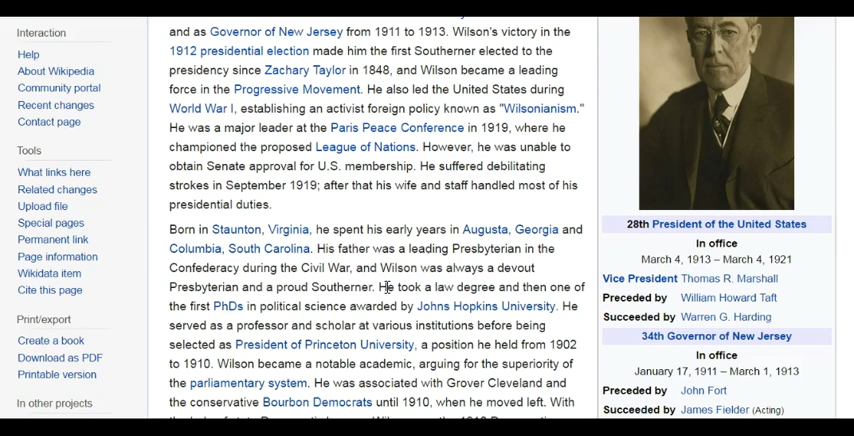 Interaction
Help
About Wikipedia
Community portal
Recent changes
Contact page
Tools
What links here
Related changes
Upload file
Special pages
Permanent link
Page information
Wikidata item
Cite this page
Print/export
Create a book
Download as PDF
Printable version
In other projects
and as Governor of New Jersey from 1911 to 1913. Wilson's victory in the
1912 presidential election made him the first Southerner elected to the
presidency since Zachary Taylor in 1848, and Wilson became a leading
force in the Progressive Movement. He also led the United States during
World War I, establishing an activist foreign policy known as "Wilsonianism."
He was a major leader at the Paris Peace Conference in 1919, where he
championed the proposed League of Nations. However, he was unable to
obtain Senate approval for U.S. membership. He suffered debilitating
strokes in September 1919; after that his wife and staff handled most of his
presidential duties.
Born in Staunton, Virginia, he spent his early years in Augusta, Georgia and
Columbia, South Carolina. His father was a leading Presbyterian in the
Confederacy during the Civil War, and Wilson was always a devout
Presbyterian and a proud Southerner. He took a law degree and then one of
the first PhDs in political science awarded by Johns Hopkins University. He
served as a professor and scholar at various institutions before being
selected as President of Princeton University, a position he held from 1902
to 1910. Wilson became a notable academic, arguing for the superiority of
the parliamentary system. He was associated with Grover Cleveland and
the conservative Bourbon Democrats until 1910, when he moved left. With
28th President of the United States
In office
March 4, 1913 – March 4, 1921
Vice President Thomas R. Marshall
Preceded by William Howard Taft
Succeeded by Warren G. Harding
34th Governor of New Jersey
In office
January 17, 1911 – March 1, 1913
Preceded by John Fort
Succeeded by James Fielder (Acting)